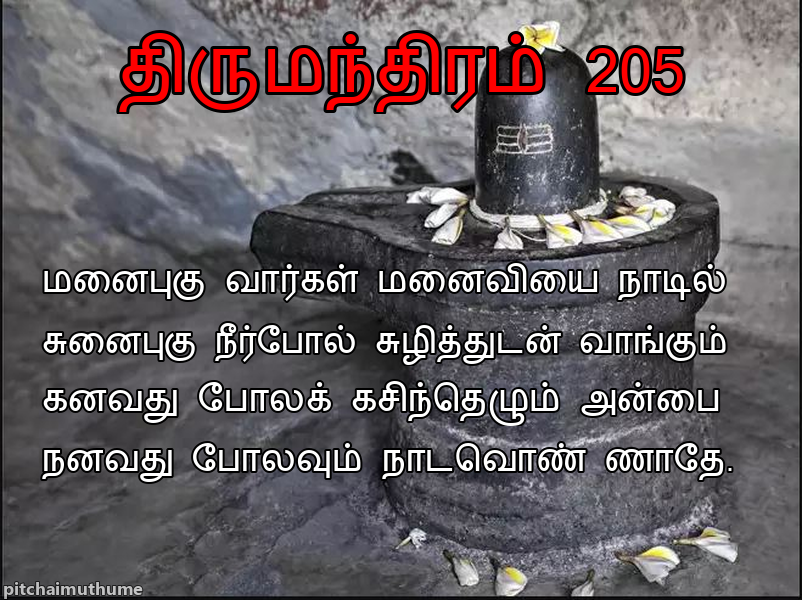 திருமந்திரம் 205
மனைபுகு வார்கள் மனைவியை நாடில்
சுனைபுகு நீர்போல் சுழித்துடன் வாங்கும்
கனவது போலக் கசிந்தெழும் அன்பை
நனவது போலவும் நாடவொண் ணாதே.
pitchaimuthume